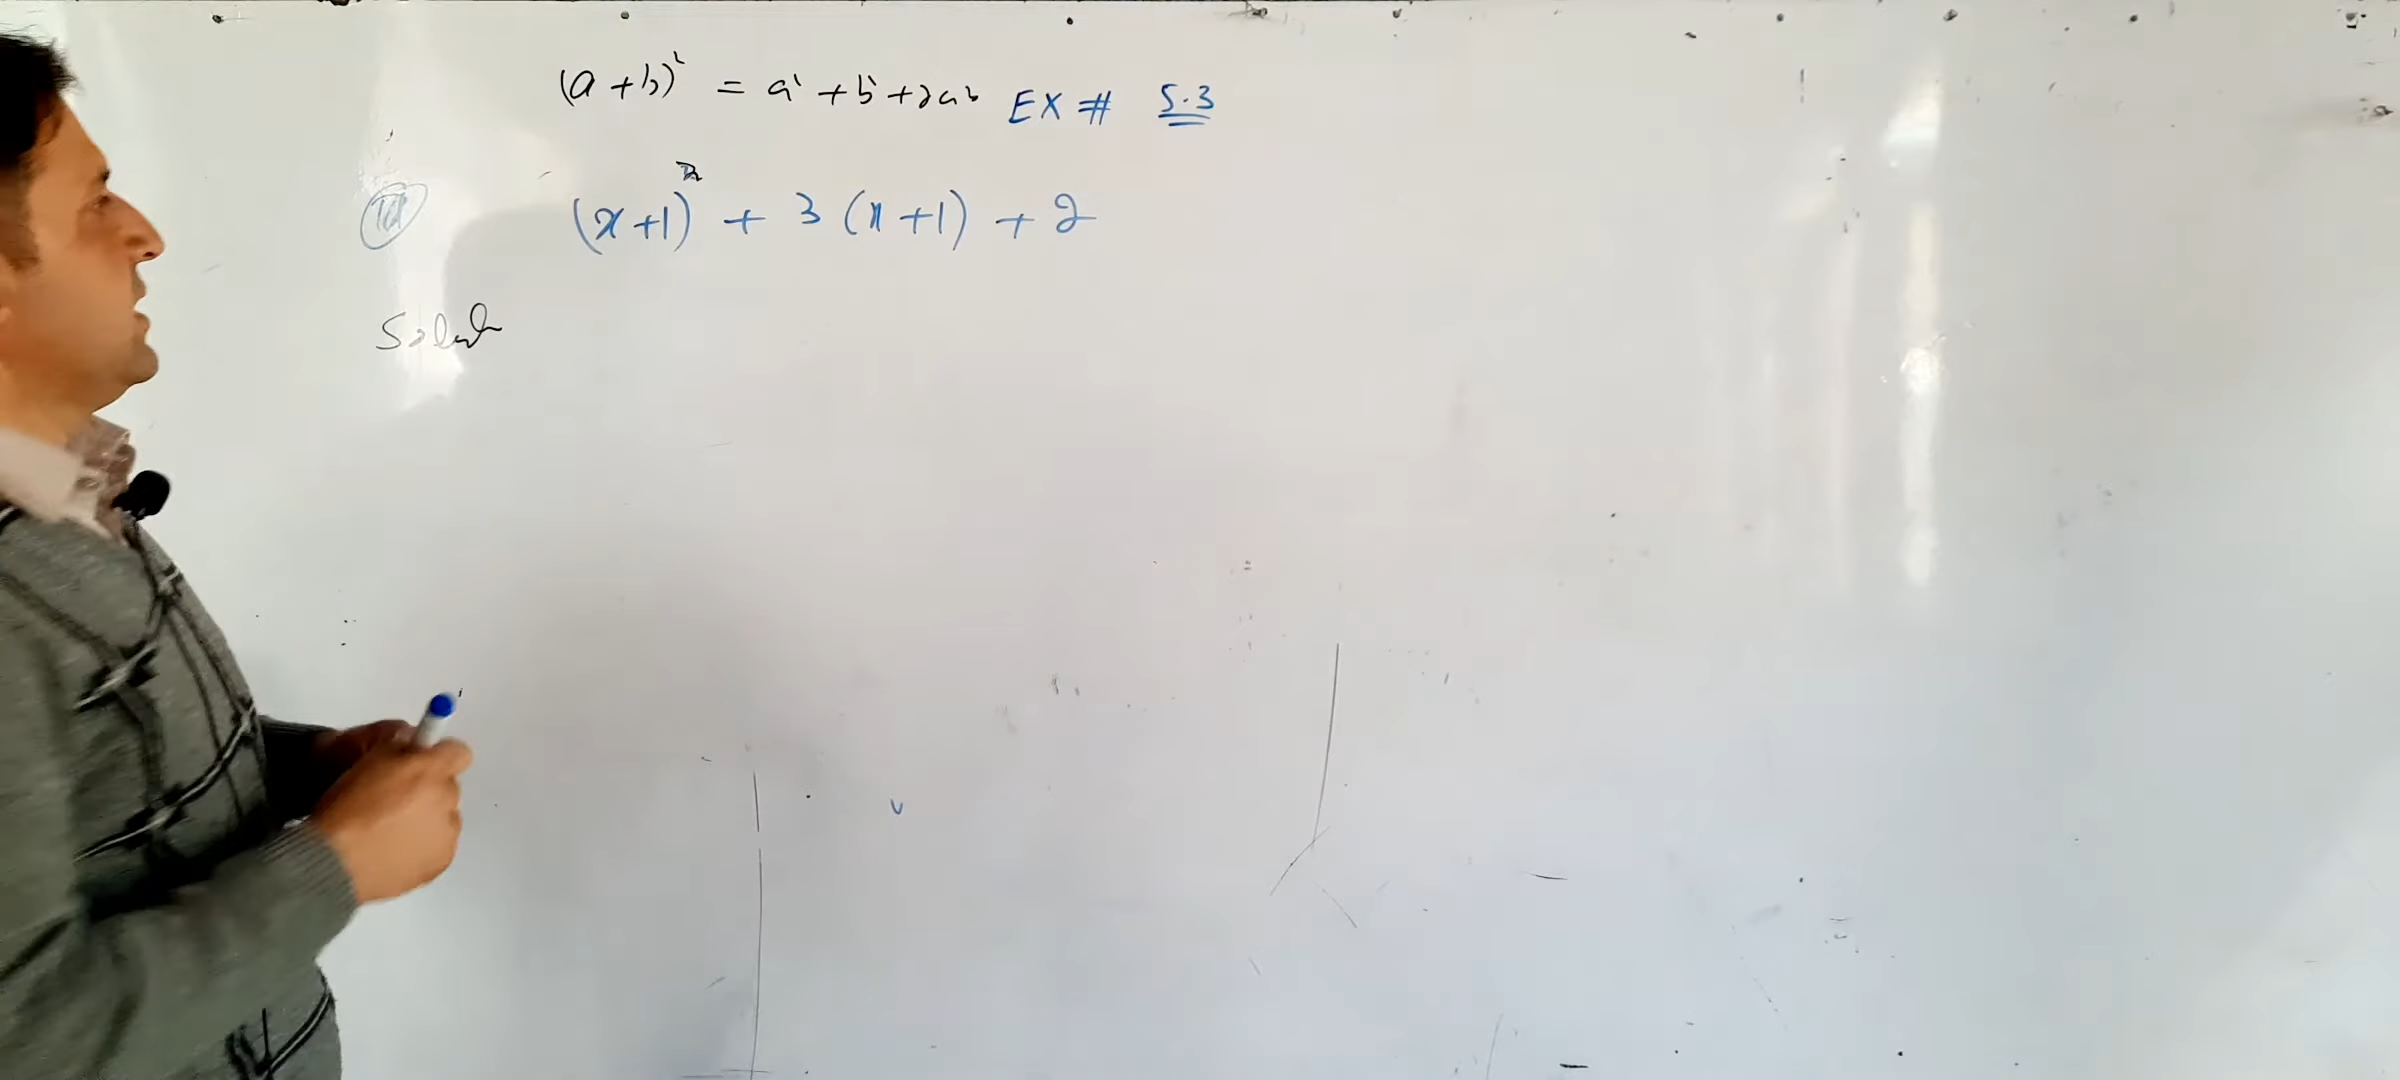 (a + b)² = a² + b² + 2ab EX # 5.3
(x+1)² + 3 (x+1) + 2